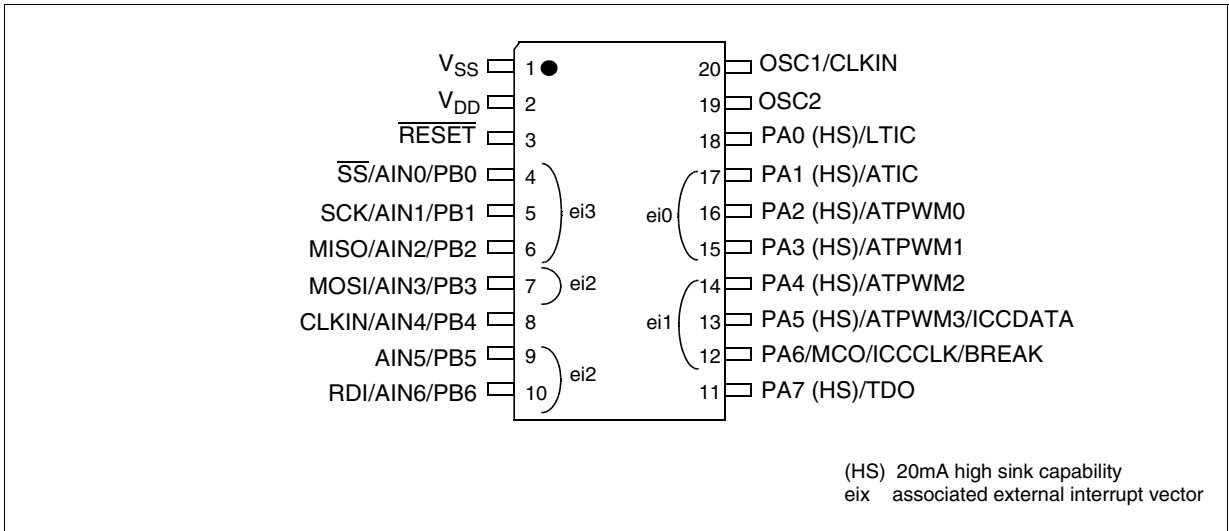 VSS 1 20 OSC1/CLKIN
VDD 2 19 OSC2
RESET 3 18 PA0 (HS)/LTIC
SS/AIN0/PB0 4 17 PA1 (HS)/ATIC
SCK/AIN1/PB1 5 ei3 ei0 16 PA2 (HS)/ATPWM0
MISO/AIN2/PB2 6 15 PA3 (HS)/ATPWM1
MOSI/AIN3/PB3 7 ei2 14 PA4 (HS)/ATPWM2
CLKIN/AIN4/PB4 8 ei1 13 PA5 (HS)/ATPWM3/ICCDATA
AIN5/PB5 9 12 PA6/MCO/ICCCLK/BREAK
ei2
RDI/AIN6/PB6 10 11 PA7 (HS)/TDO
(HS) 20mA high sink capability
eix associated external interrupt vector